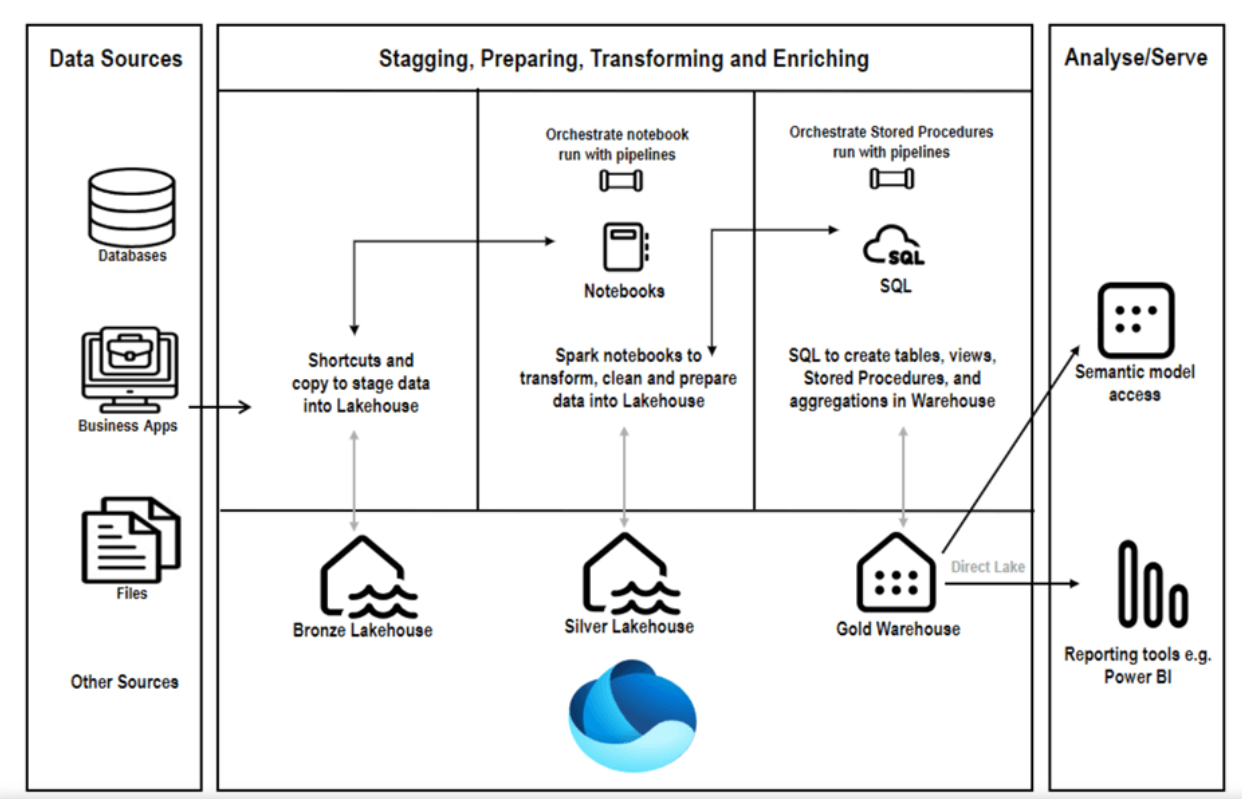 Data Sources
Databases
Business Apps
Files
Other Sources
Stagging, Preparing, Transforming and Enriching
Shortcuts and
copy to stage data
into Lakehouse
Orchestrate notebook
run with pipelines
Notebooks
Spark notebooks to
transform, clean and prepare
data into Lakehouse
Orchestrate Stored Procedures
run with pipelines
SQL
SQL
SQL to create tables, views,
Stored Procedures, and
aggregations in Warehouse
Bronze Lakehouse
Silver Lakehouse
Gold Warehouse
Direct Lake
Analyse/Serve
Semantic model
access
Reporting tools e.g.
Power BI